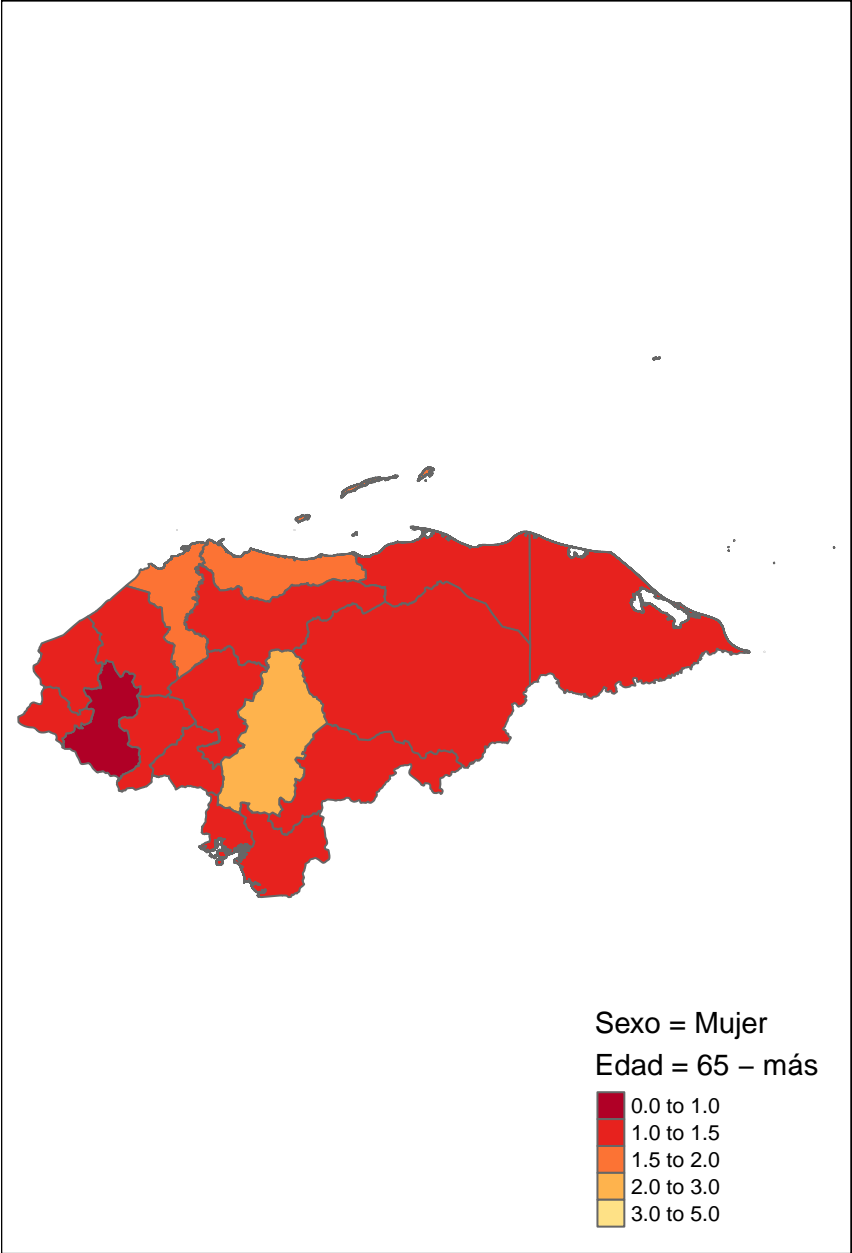 Sexo = Mujer
Edad = 65 − más
0.0 to 1.0
1.0 to 1.5
1.5 to 2.0
2.0 to 3.0
3.0 to 5.0